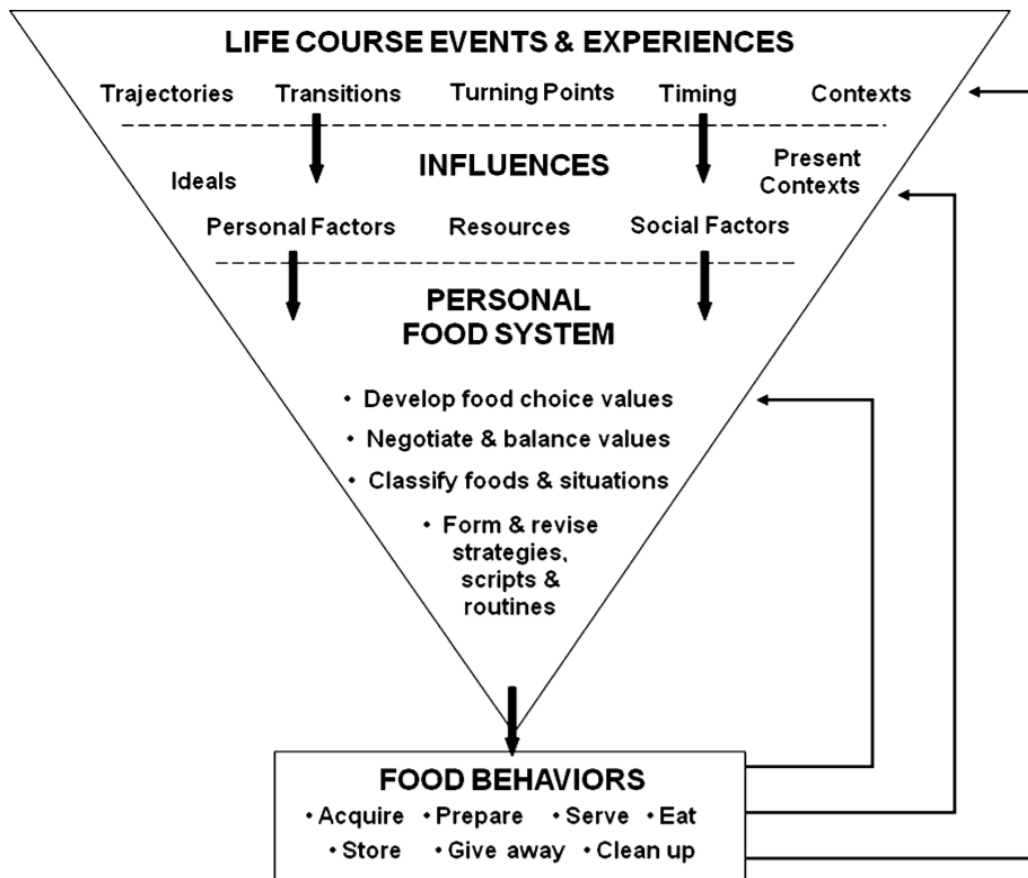 LIFE COURSE EVENTS & EXPERIENCES
Trajectories Transitions Turning Points Timing Contexts
INFLUENCES
Ideals
Present
Contexts
Personal Factors Resources Social Factors
PERSONAL
FOOD SYSTEM
• Develop food choice values
• Negotiate & balance values
• Classify foods & situations
• Form & revise
strategies,
scripts &
routines
FOOD BEHAVIORS
• Acquire • Prepare • Serve • Eat
• Store • Give away • Clean up